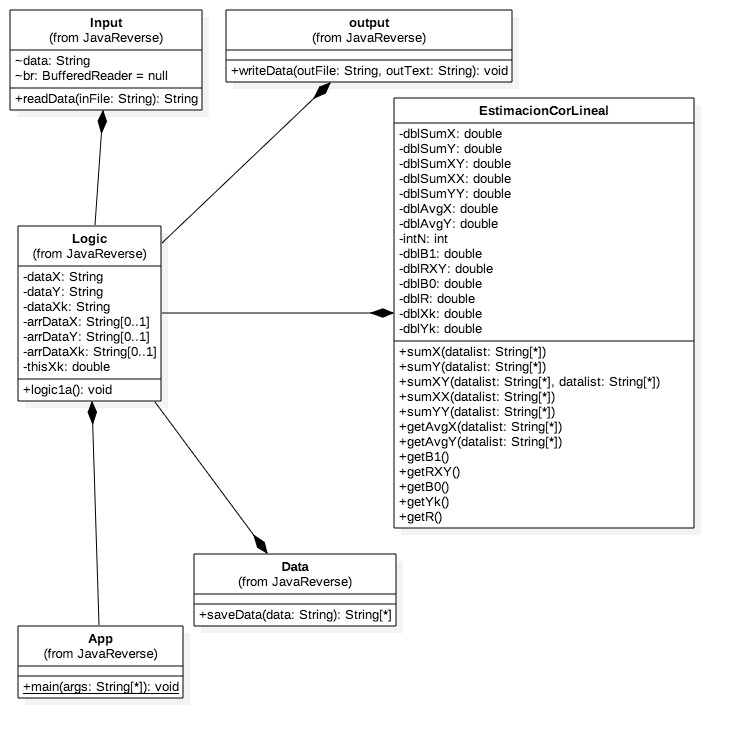 Input
(from JavaReverse)
~data: String
~br: BufferedReader = null
+readData(inFile: String): String
output
(from JavaReverse)
+writeData(outFile: String, outText: String): void
EstimacionCorLineal
-dblSumX: double
-dblSumY: double
-dblSumXY: double
-dblSumXX: double
-dblSumYY: double
-dblAvgX: double
-dblAvgY: double
-intN: int
-dblB1: double
-dblRXY: double
-dblB0: double
-dblR: double
-dblXk: double
-dblYk: double
+sumX(datalist: String[*])
+sumY(datalist: String[*])
+sumXY(datalist: String[*], datalist: String[*])
+sumXX(datalist: String[*])
+sumYY(datalist: String[*])
+getAvgX(datalist: String[*])
+getAvgY(datalist: String[*])
+getB1()
+getRXY()
+getB0()
+getYk()
+getR()
Logic
(from JavaReverse)
-dataX: String
-dataY: String
-dataXk: String
-arrDataX: String[0..1]
-arrDataY: String[0..1]
-arrDataXk: String[0..1]
-thisXk: double
+logic1a(): void
Data
(from JavaReverse)
+saveData(data: String): String[*]
App
(from JavaReverse)
+main(args: String[*]): void